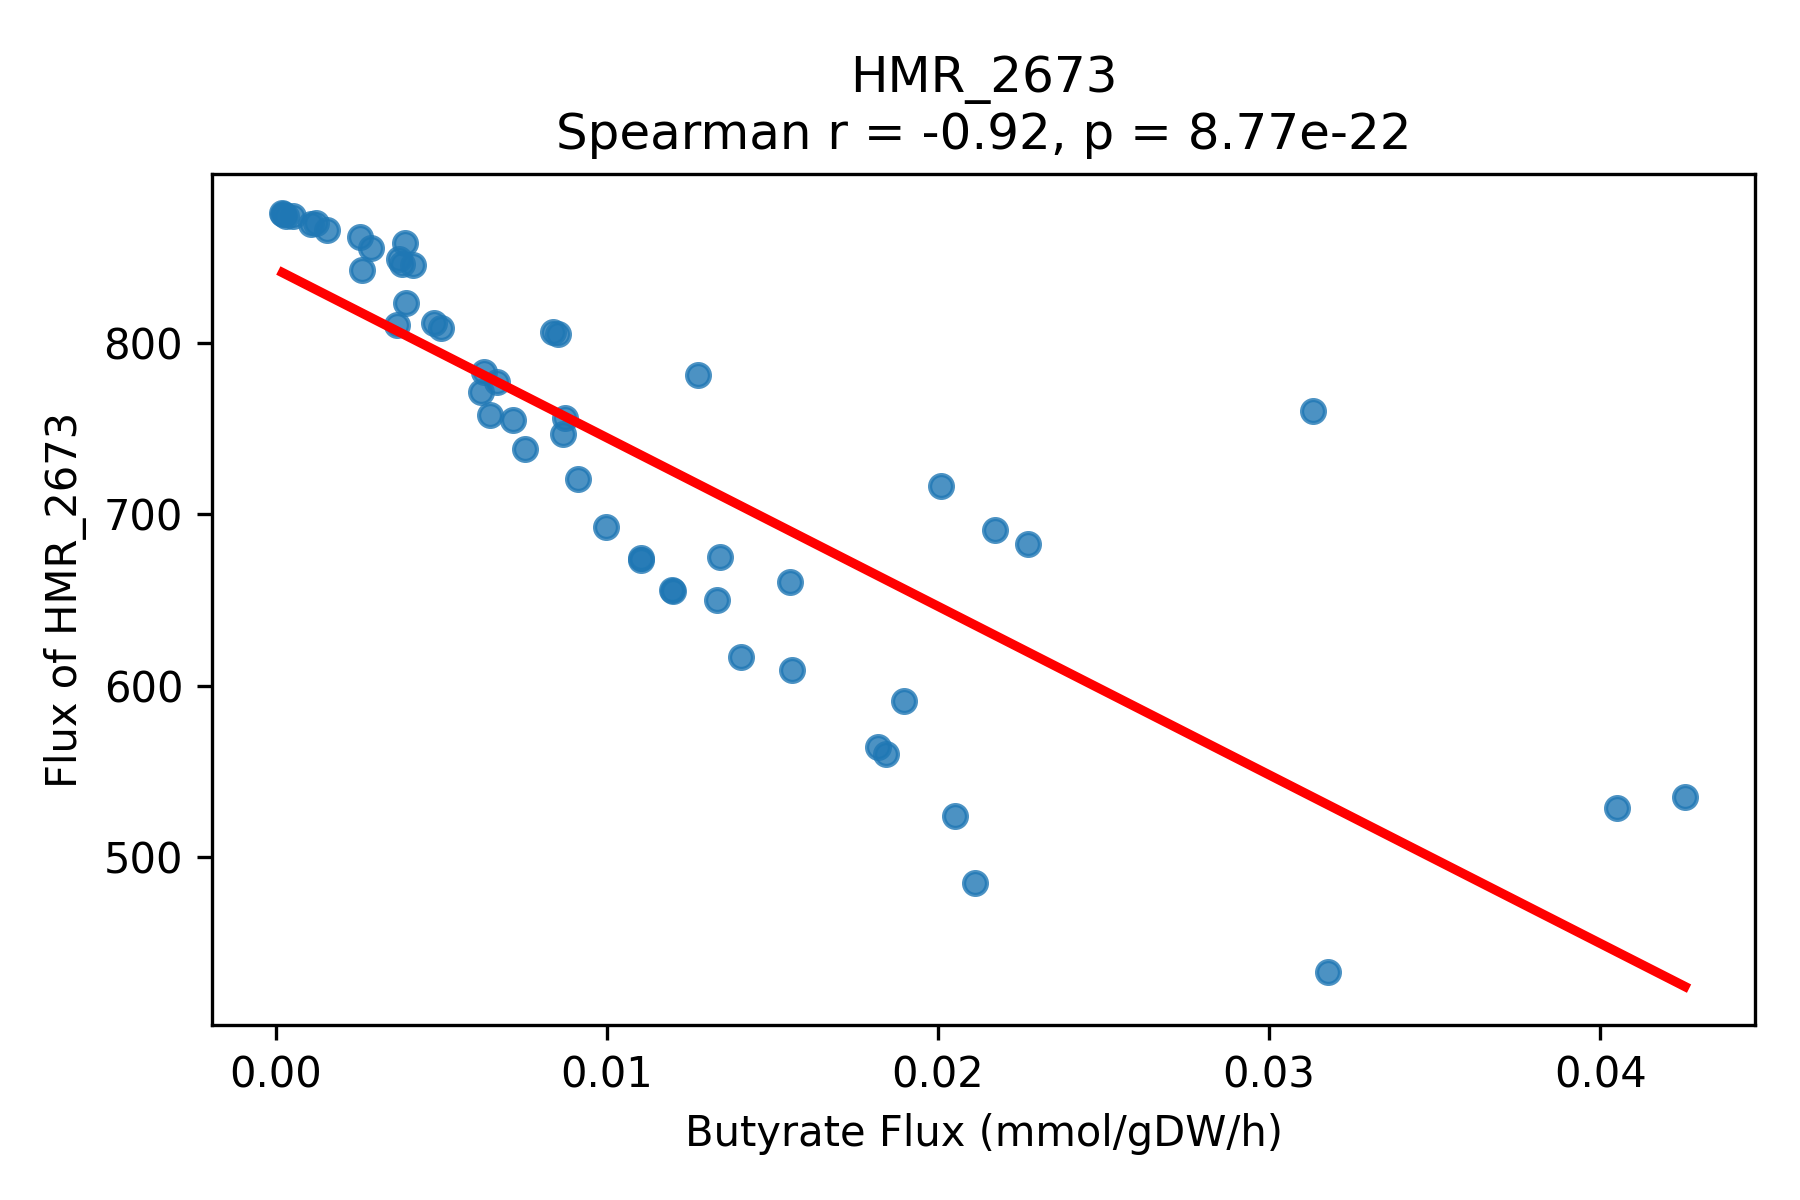 HMR_2673
Spearman r = -0.92, p = 8.77e-22
800
700
600
500
Flux of HMR_2673
0.00 0.01 0.02 0.03 0.04
Butyrate Flux (mmol/gDW/h)